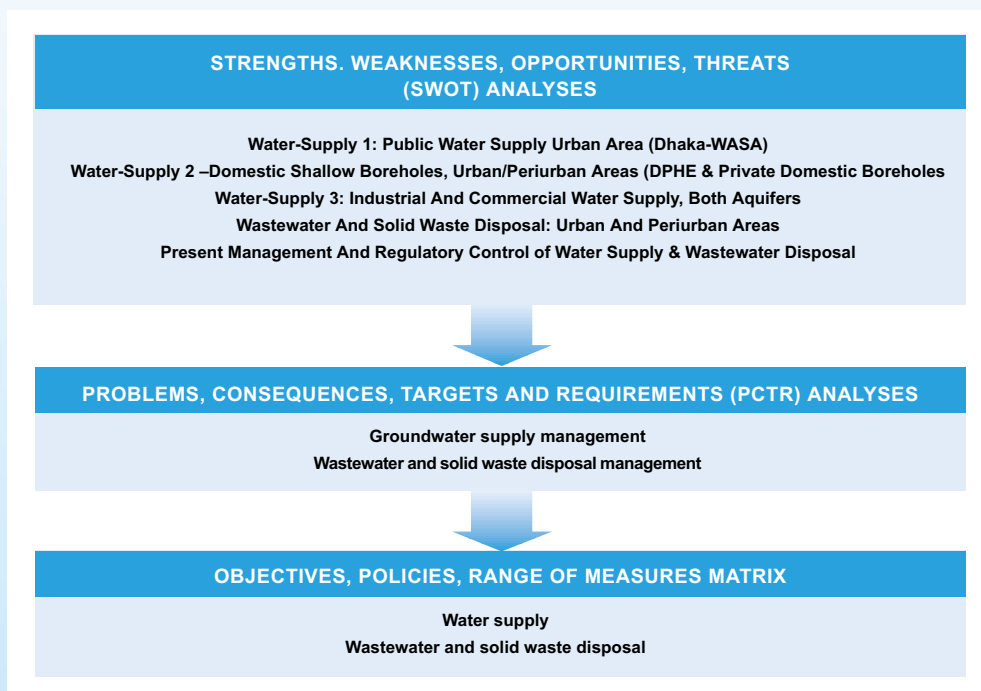 STRENGTHS. WEAKNESSES, OPPORTUNITIES, THREATS
(SWOT) ANALYSES
Water-Supply 1: Public Water Supply Urban Area (Dhaka-WASA)
Water-Supply 2 –Domestic Shallow Boreholes, Urban/Periurban Areas (DPHE & Private Domestic Boreholes
Water-Supply 3: Industrial And Commercial Water Supply, Both Aquifers
Wastewater And Solid Waste Disposal: Urban And Periurban Areas
Present Management And Regulatory Control of Water Supply & Wastewater Disposal
PROBLEMS, CONSEQUENCES, TARGETS AND REQUIREMENTS (PCTR) ANALYSES
Groundwater supply management
Wastewater and solid waste disposal management
OBJECTIVES, POLICIES, RANGE OF MEASURES MATRIX
Water supply
Wastewater and solid waste disposal